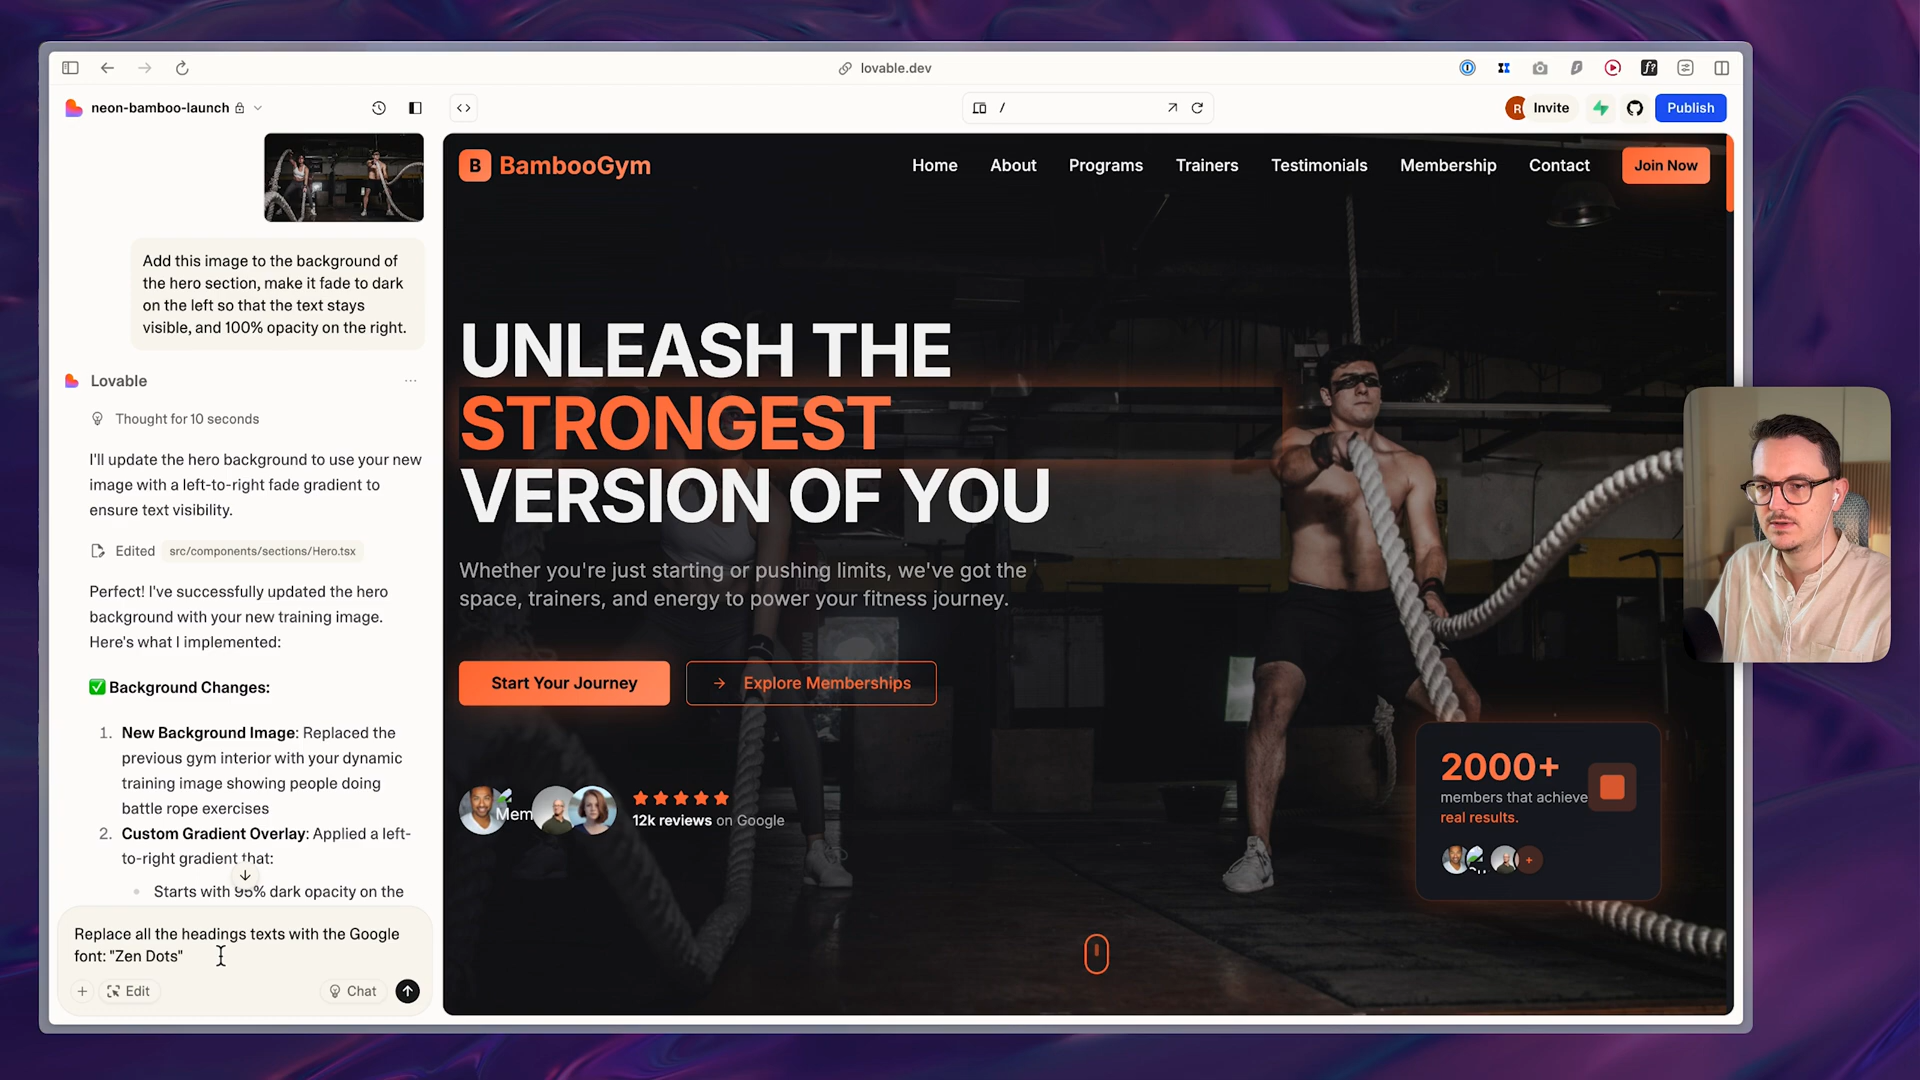 lovable.dev
neon-bamboo-launch
/
R
Invite
Publish
Add this image to the background of
the hero section, make it fade to dark
on the left so that the text stays
visible, and 100% opacity on the right.
Lovable
Thought for 10 seconds
I'll update the hero background to use your new
image with a left-to-right fade gradient to
ensure text visibility.
Edited src/components/sections/Hero.tsx
Perfect! I've successfully updated the hero
background with your new training image.
Here's what I implemented:
✅ Background Changes:
1. New Background Image: Replaced the
previous gym interior with your dynamic
training image showing people doing
battle rope exercises
2. Custom Gradient Overlay: Applied a left-
to-right gradient that:
Starts with 95% dark opacity on the
Replace all the headings texts with the Google
font: "Zen Dots"
+ Edit
Chat
B BambooGym
Home About Programs Trainers Testimonials Membership Contact Join Now
UNLEASH THE
STRONGEST
VERSION OF YOU
Whether you're just starting or pushing limits, we've got the
space, trainers, and energy to power your fitness journey.
Start Your Journey
→ Explore Memberships
Mem
12k reviews on Google
2000+
members that achieve
real results.
+